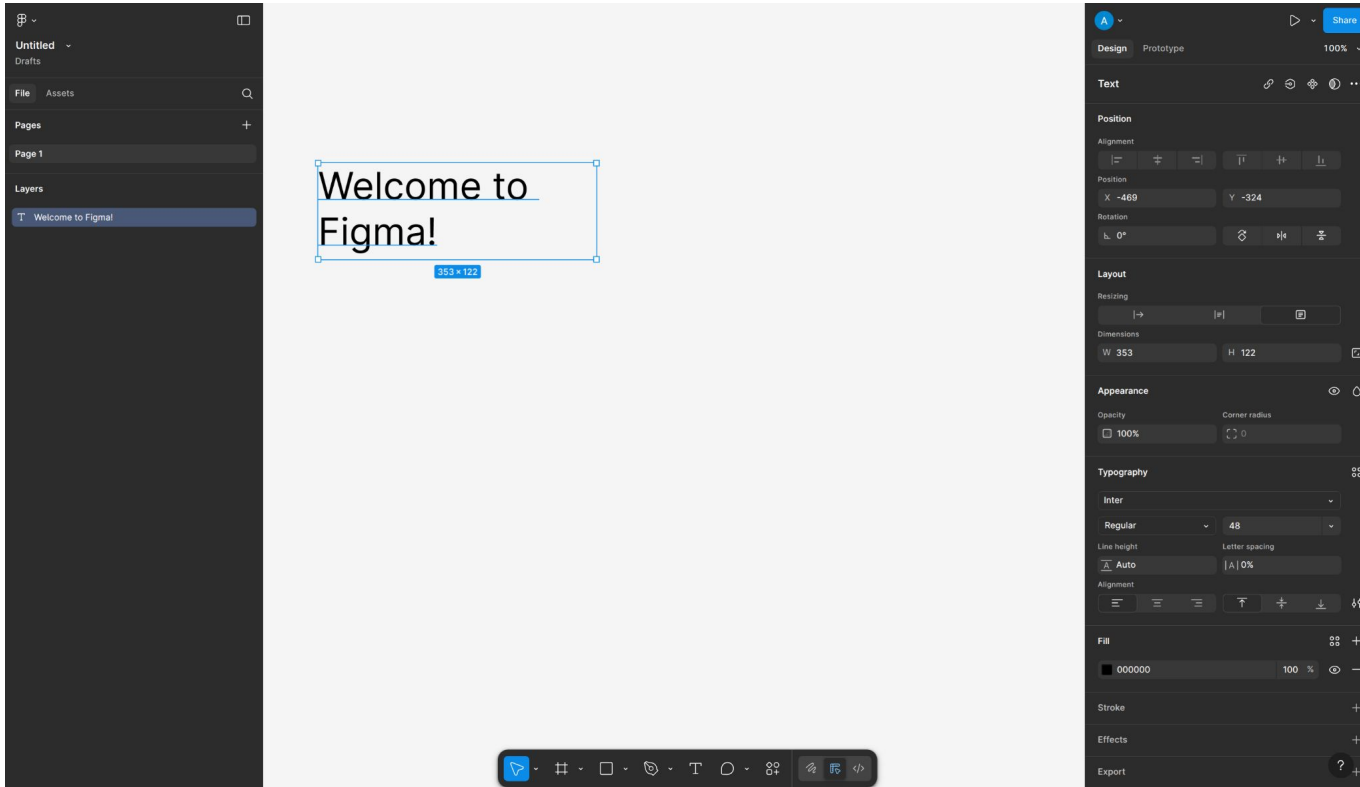 Untitled
Drafts
File Assets
Pages
Page 1
Layers
T Welcome to Figma!
Welcome to
Figma!
353 × 122
A
Share
Design Prototype 100%
Text
Position
Alignment
Position
X -469 Y -324
Rotation
0°
Layout
Resizing
Dimensions
W 353 H 122
Appearance
Opacity Corner radius
100% 0
Typography
Inter
Regular 48
Line height Letter spacing
A Auto |A| 0%
Alignment
Fill
000000 100 %
Stroke
Effects
Export
?